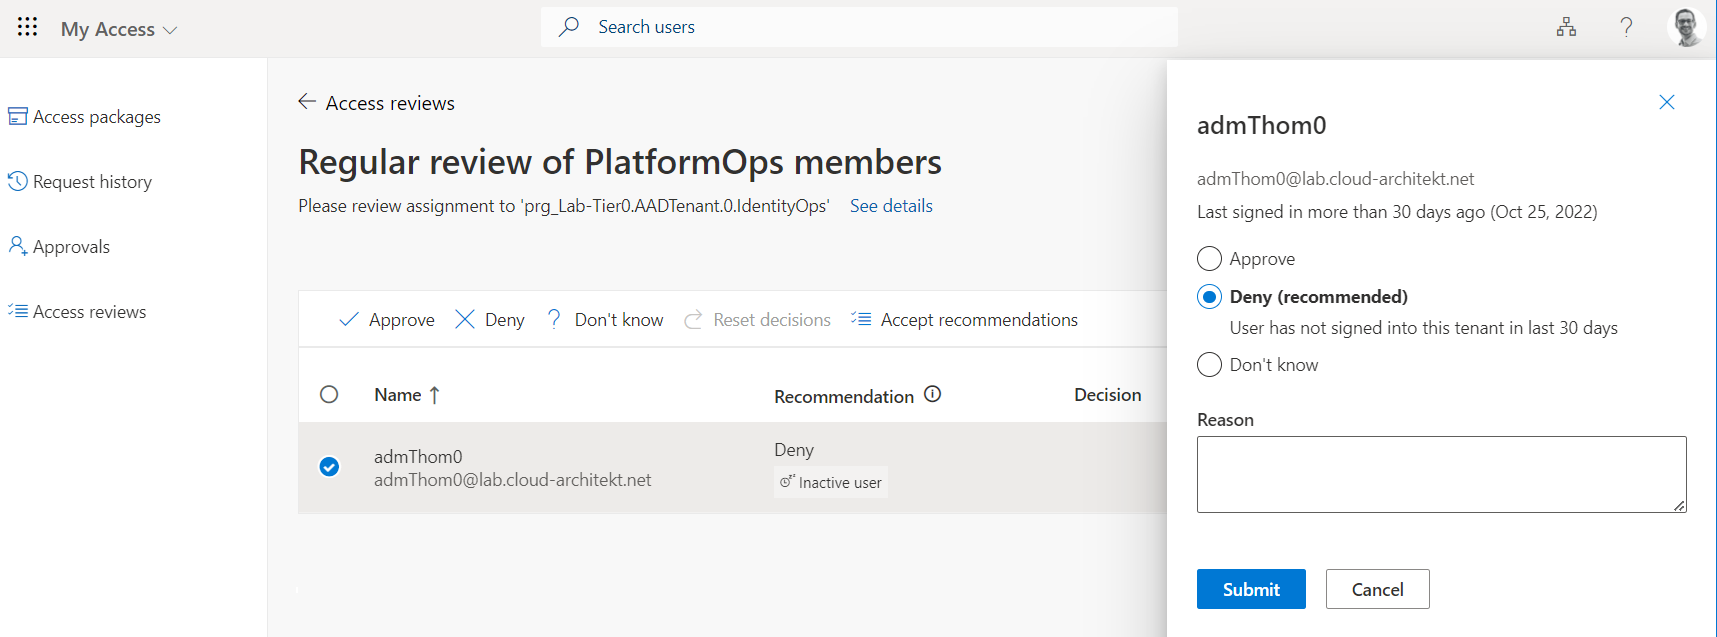 My Access
Search users
?
Access packages
Request history
Approvals
Access reviews
Access reviews
Regular review of PlatformOps members
Please review assignment to 'prg_Lab-Tier0.AADTenant.0.IdentityOps' See details
Approve Deny ? Don't know Reset decisions Accept recommendations
Name Recommendation Decision
admThom0
admThom0@lab.cloud-architekt.net
Deny
Inactive user
admThom0
admThom0@lab.cloud-architekt.net
Last signed in more than 30 days ago (Oct 25, 2022)
Approve
Deny (recommended)
User has not signed into this tenant in last 30 days
Don't know
Reason
Submit Cancel